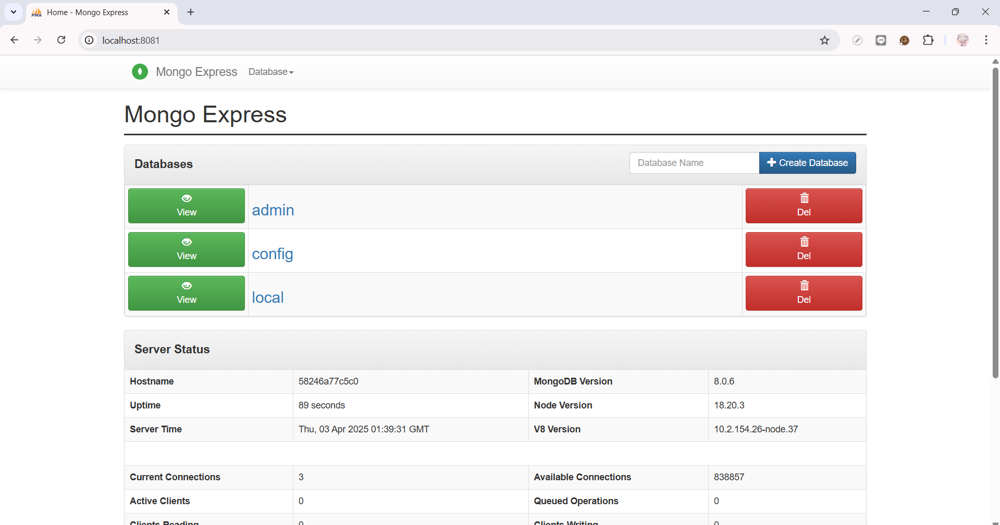 PMA
Home - Mongo Express
localhost:8081
LINE
Mongo Express Database
Mongo Express
Databases
Database Name
Create Database
View
admin
Del
View
config
Del
View
local
Del
Server Status
Hostname 58246a77c5c0 MongoDB Version 8.0.6
Uptime 89 seconds Node Version 18.20.3
Server Time Thu, 03 Apr 2025 01:39:31 GMT V8 Version 10.2.154.26-node.37
Current Connections 3 Available Connections 838857
Active Clients 0 Queued Operations 0
Clients Reading 0 Clients Writing 0